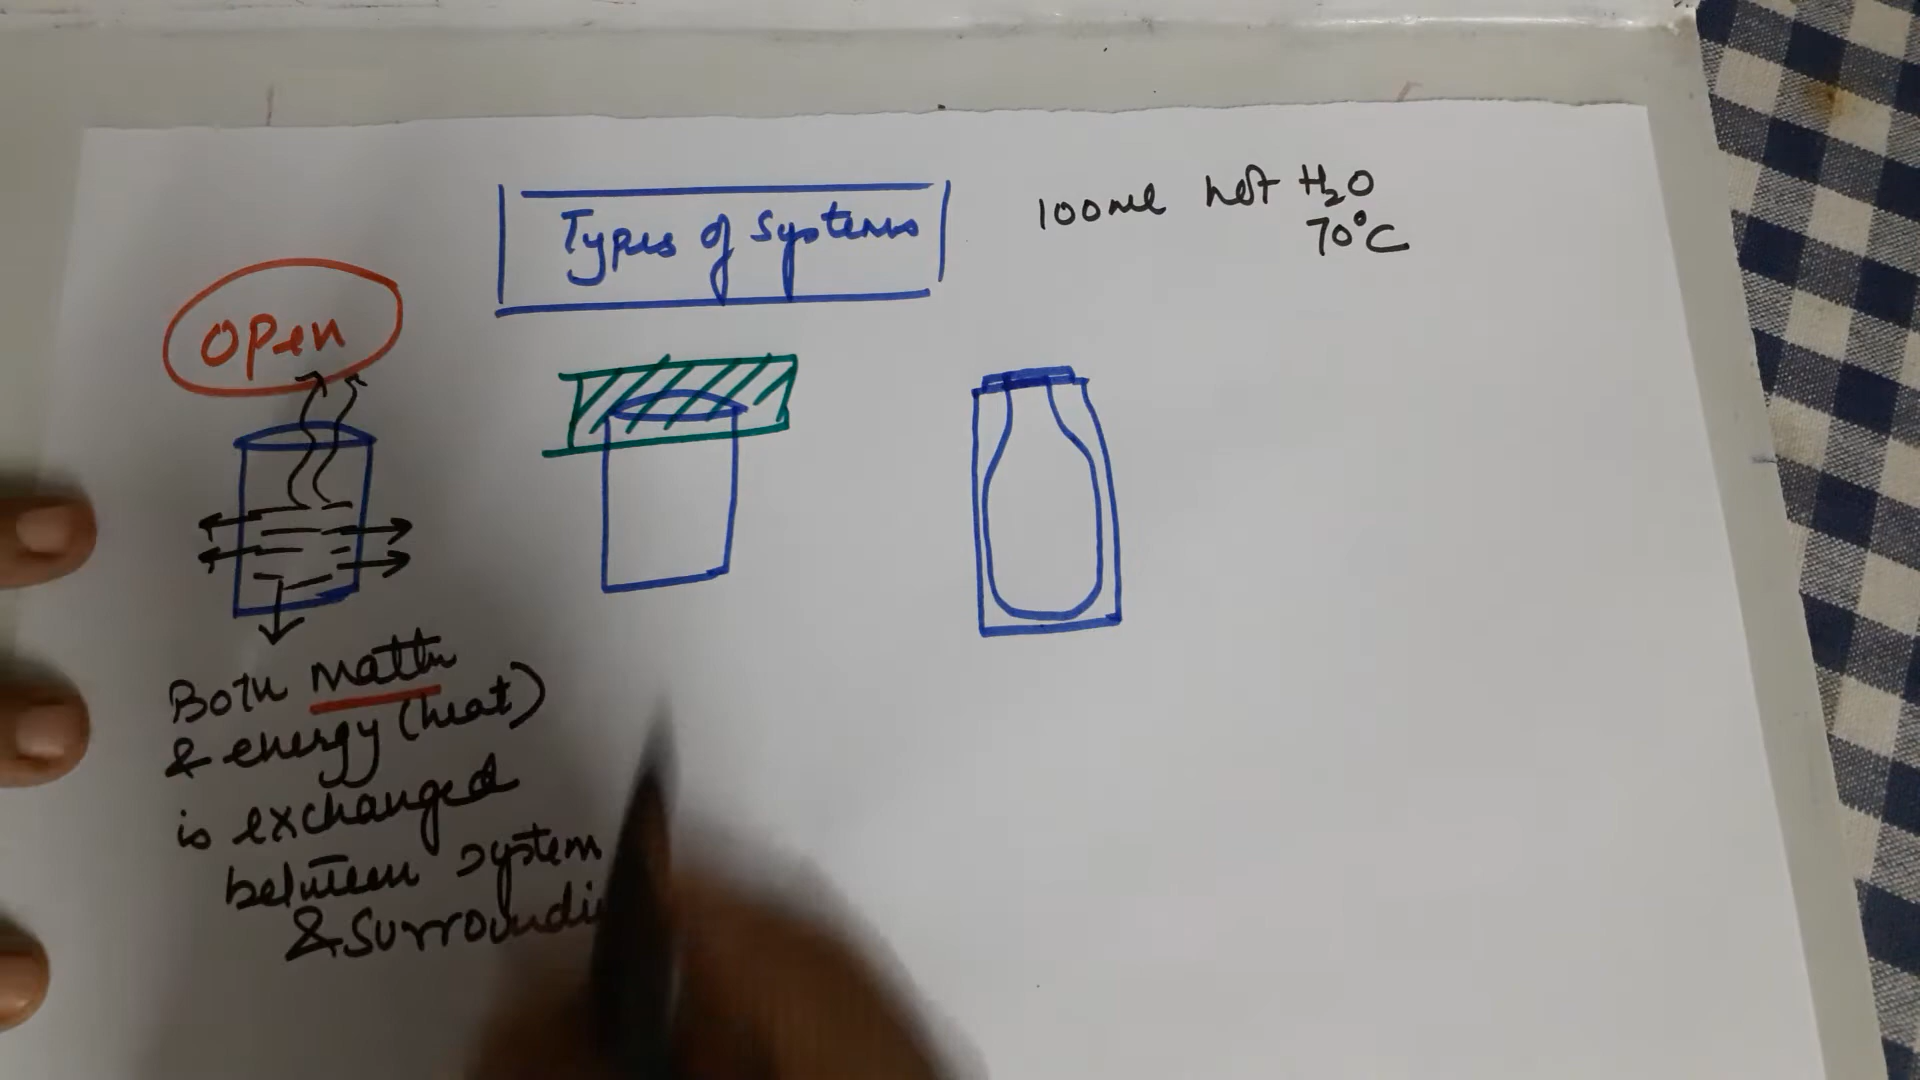 Types of Systems
100ml hot H₂O
70°C
Open
Both matter
& energy (heat)
is exchanged
between system
& surroundi